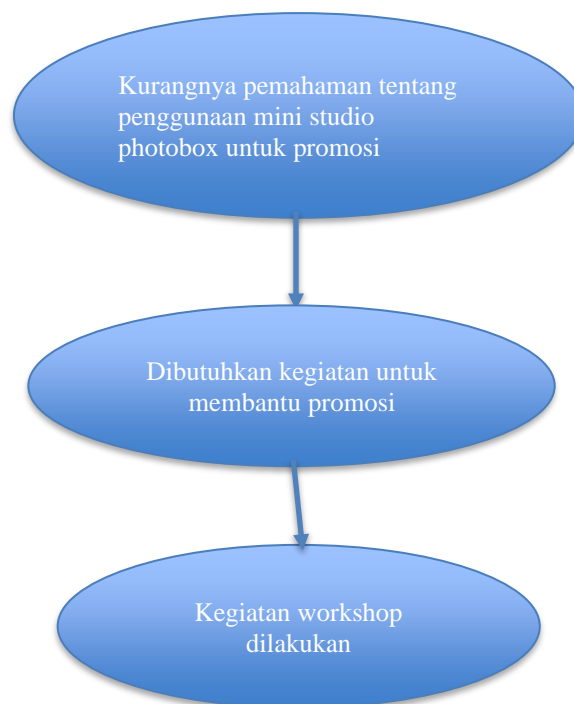 Kurangnya pemahaman tentang
penggunaan mini studio
photobox untuk promosi
Dibutuhkan kegiatan untuk
membantu promosi
Kegiatan workshop
dilakukan